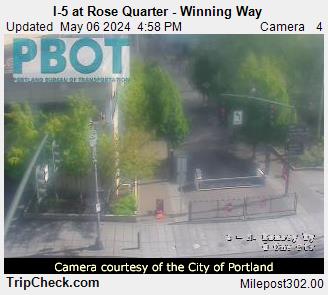 I-5 at Rose Quarter - Winning Way
Updated May 06 2024 4:58 PM Camera 4
PBOT
PORTLAND BUREAU OF TRANSPORTATION
Camera courtesy of the City of Portland
TripCheck.com Milepost302.00